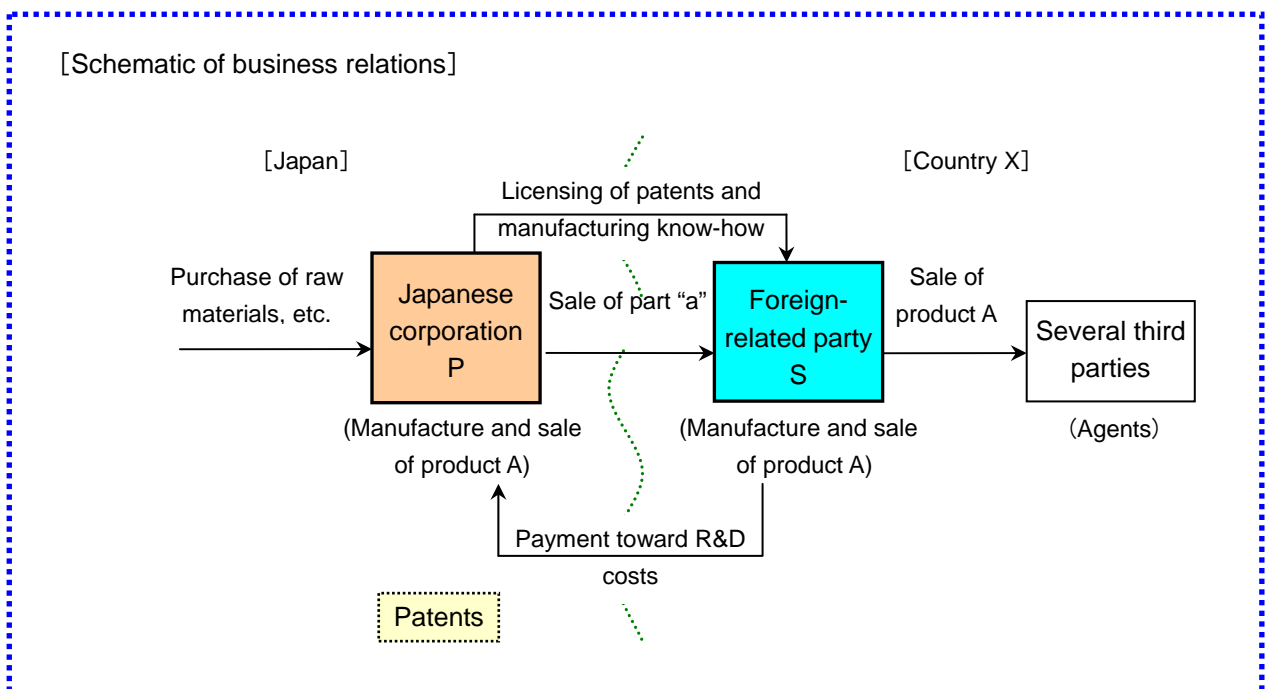 ［Schematic of business relations］
［Japan］
［Country X］
Licensing of patents and
manufacturing know-how
Purchase of raw
materials, etc.
Japanese
corporation
P
Sale of part “a”
Foreign-
related party
S
Sale of
product A
Several third
parties
(Manufacture and sale
of product A)
(Manufacture and sale
of product A)
（Agents）
Payment toward R&D
costs
Patents